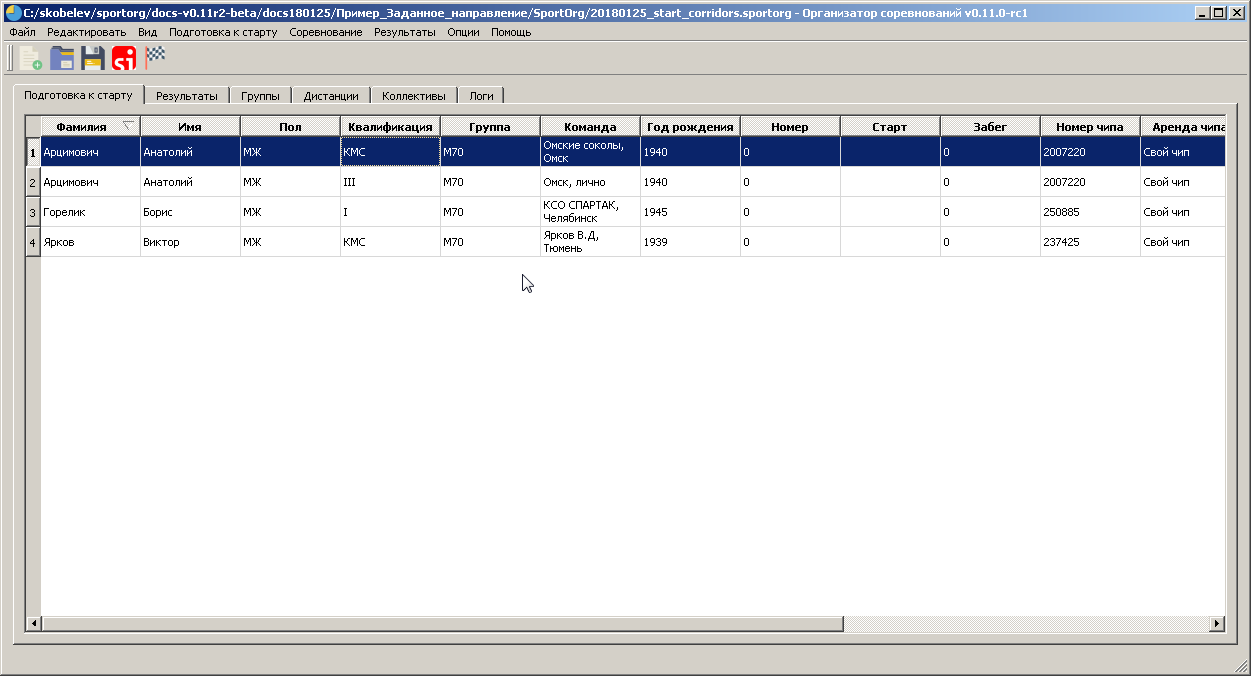 C:/skobelev/sportorg/docs-v0.11r2-beta/docs180125/Пример_Заданное_направление/SportOrg/20180125_start_corridors.sportorg - Организатор соревнований v0.11.0-rc1
Файл Редактировать Вид Подготовка к старту Соревнование Результаты Опции Помощь
si
Подготовка к старту Результаты Группы Дистанции Коллективы Логи
Фамилия Имя Пол Квалификация Группа Команда Год рождения Номер Старт Забег Номер чипа Аренда чипа
1 Арцимович Анатолий МЖ КМС М70 Омские соколы, Омск 1940 0 0 2007220 Свой чип
2 Арцимович Анатолий МЖ III М70 Омск, лично 1940 0 0 2007220 Свой чип
3 Горелик Борис МЖ I М70 КСО СПАРТАК, Челябинск 1945 0 0 250885 Свой чип
4 Ярков Виктор МЖ КМС М70 Ярков В.Д, Тюмень 1939 0 0 237425 Свой чип